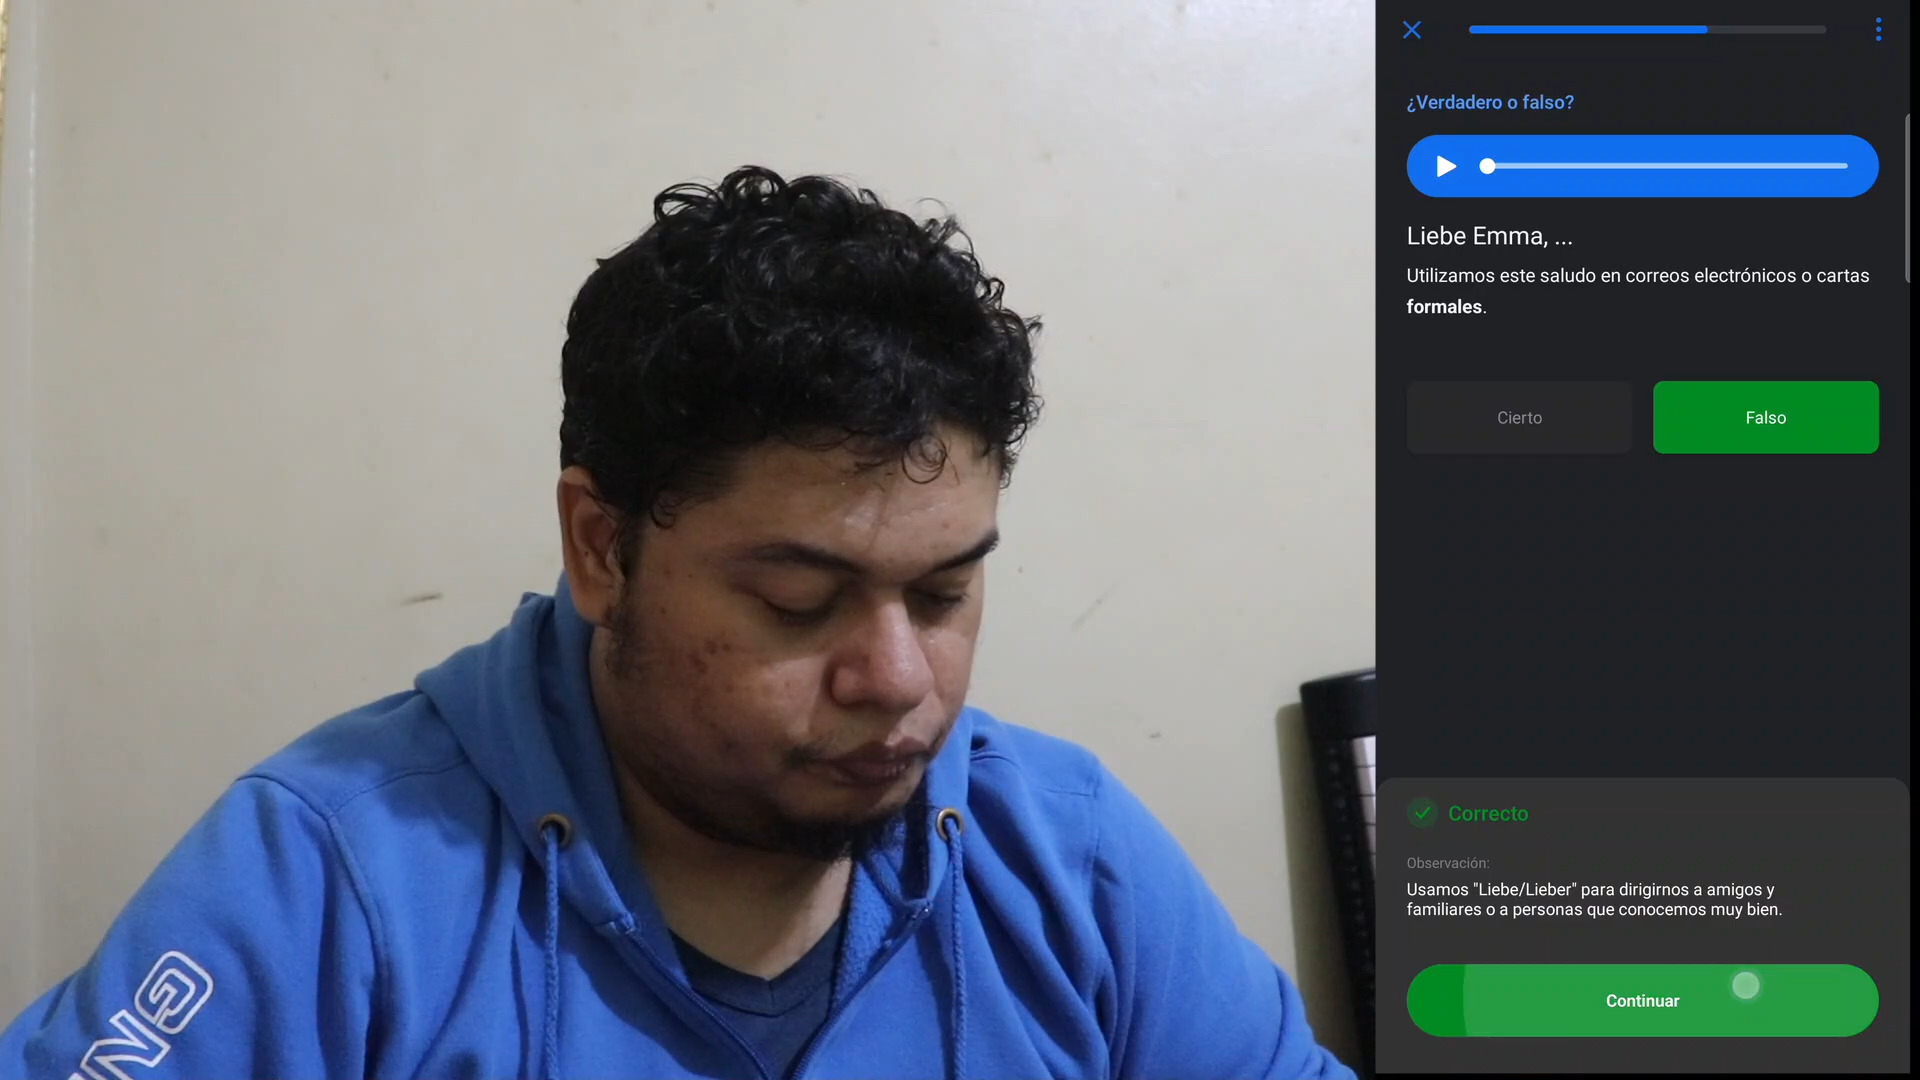 ¿Verdadero o falso?
Liebe Emma, ...
Utilizamos este saludo en correos electrónicos o cartas
formales.
Cierto
Falso
Correcto
Observación:
Usamos "Liebe/Lieber" para dirigirnos a amigos y
familiares o a personas que conocemos muy bien.
Continuar
NG